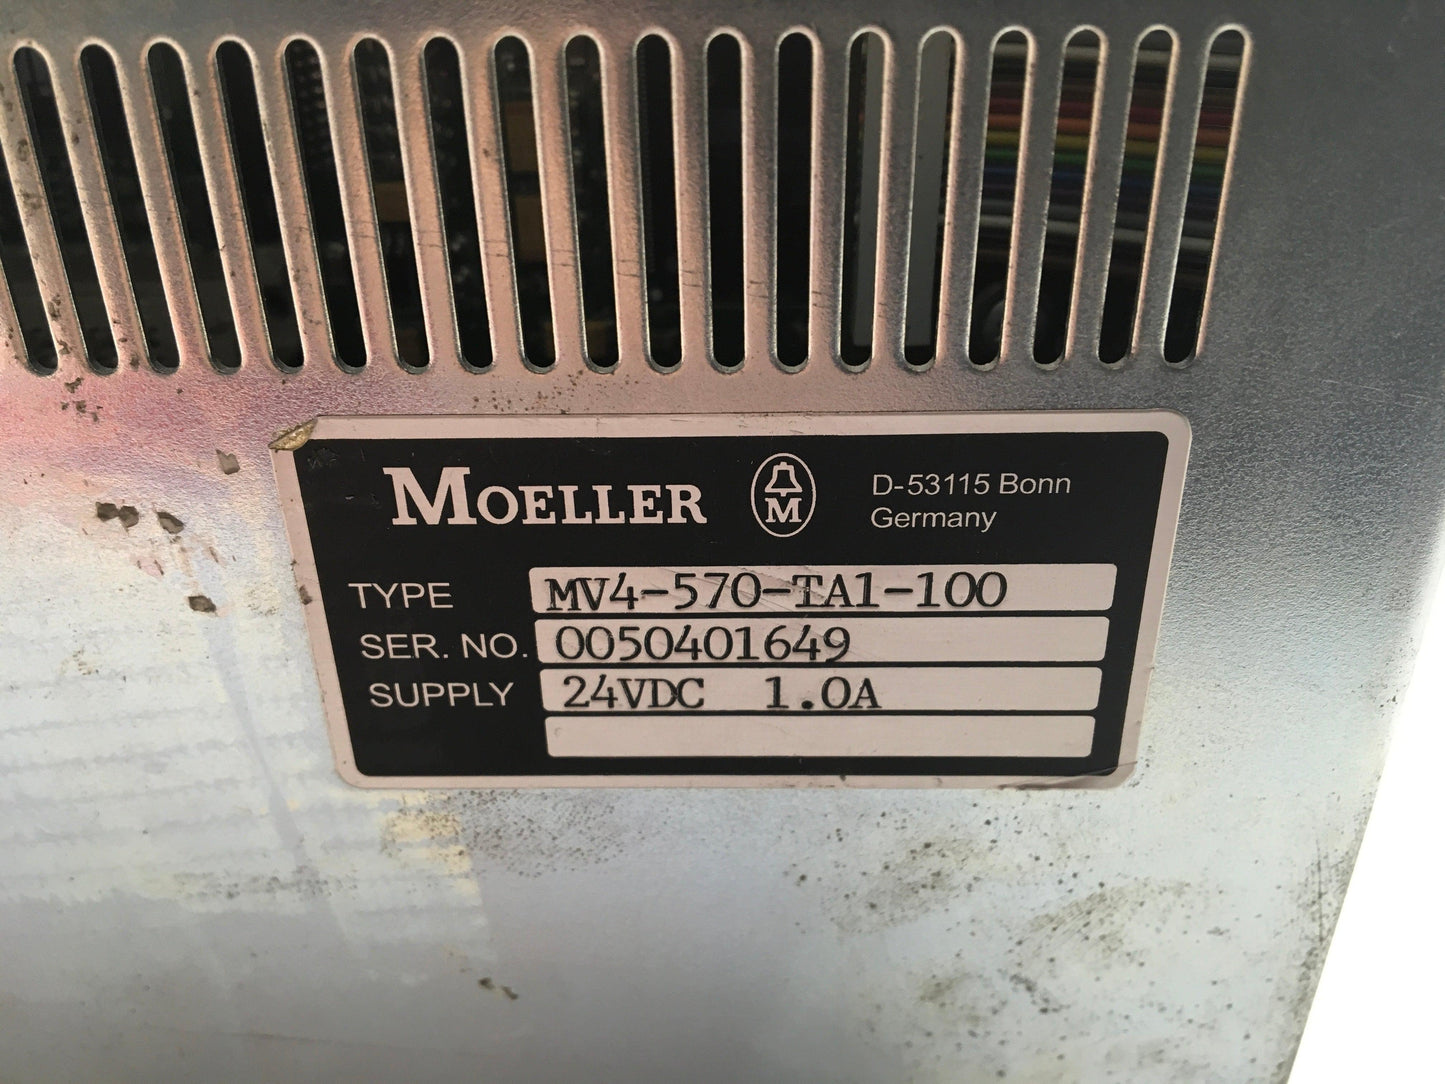 MOELLER
M
D-53115 Bonn
Germany
TYPE MV4-570-TA1-100
SER. NO. 0050401649
SUPPLY 24VDC 1.0A